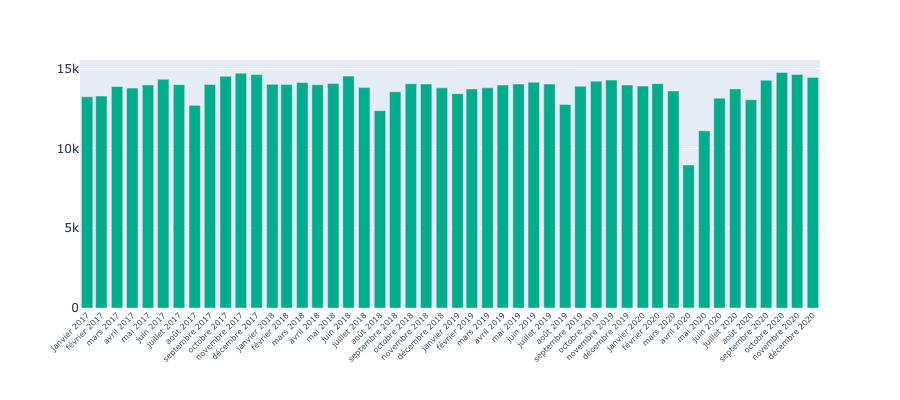 15k
10k
5k
0
janvier 2017
février 2017
mars 2017
avril 2017
mai 2017
juin 2017
juillet 2017
août 2017
septembre 2017
octobre 2017
novembre 2017
décembre 2017
janvier 2018
février 2018
mars 2018
avril 2018
mai 2018
juin 2018
juillet 2018
août 2018
septembre 2018
octobre 2018
novembre 2018
décembre 2018
janvier 2019
février 2019
mars 2019
avril 2019
mai 2019
juin 2019
juillet 2019
août 2019
septembre 2019
octobre 2019
novembre 2019
décembre 2019
janvier 2020
février 2020
mars 2020
avril 2020
mai 2020
juin 2020
juillet 2020
août 2020
septembre 2020
octobre 2020
novembre 2020
décembre 2020